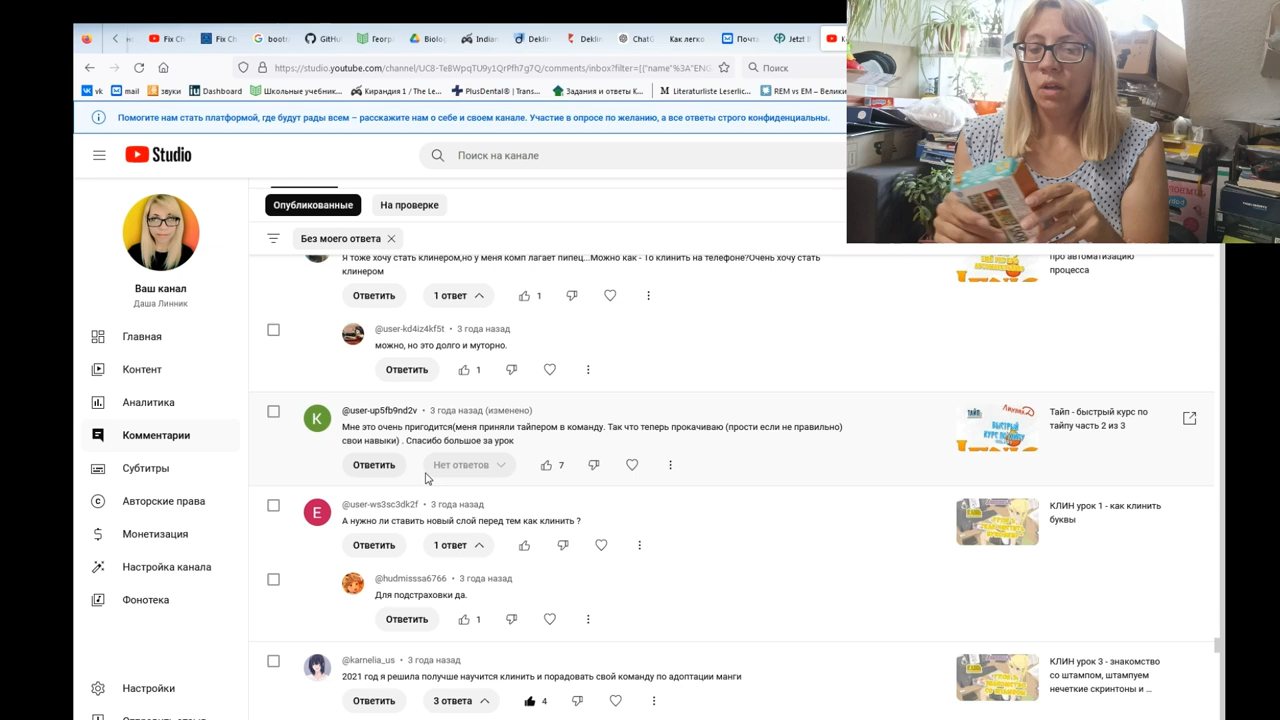 Fix Ch
Fix Ch
bootr
GitHu
Геогр
Биолог
Indian
Dekli
Deklin
ChatG
Как легко
Почта
Jetzt
https://studio.youtube.com/channel/UC8-TeBWpqTU9y1QrPfh7g7Q/comments/inbox?filter=[{"name"%3A"ENG
Поиск
vk
mail
звуки
Dashboard
Школьные учебник...
Кирандия 1 / The Le...
PlusDental® | Trans...
Задания и ответы К...
Literaturliste Leserlic...
REM vs EM – Велики
Помогите нам стать платформой, где будут рады всем – расскажите нам о себе и своем канале. Участие в опросе по желанию, а все ответы строго конфиденциальны.
Studio
Поиск на канале
Опубликованные
На проверке
Без моего ответа
Ваш канал
Даша Линник
Главная
Контент
Аналитика
Комментарии
Субтитры
Авторские права
Монетизация
Настройка канала
Фонотека
Настройки
Я тоже хочу стать клинером,но у меня комп лагает пипец...Можно как - То клинить на телефоне?Очень хочу стать
клинером
про автоматизацию
процесса
Ответить
1 ответ
1
@user-kd4iz4kf5t • 3 года назад
можно, но это долго и муторно.
Ответить
1
K
@user-up5fb9nd2v • 3 года назад (изменено)
Мне это очень пригодится(меня приняли тайпером в команду. Так что теперь прокачиваю (прости если не правильно)
свои навыки) . Спасибо большое за урок
Тайп - быстрый курс по
тайпу часть 2 из 3
Ответить
Нет ответов
7
E
@user-ws3sc3dk2f • 3 года назад
А нужно ли ставить новый слой перед тем как клинить ?
КЛИН урок 1 - как клинить
буквы
Ответить
1 ответ
@hudmisssa6766 • 3 года назад
Для подстраховки да.
Ответить
1
@karnelia_us • 3 года назад
2021 год я решила получше научится клинить и порадовать свой команду по адоптации манги
КЛИН урок 3 - знакомство
со штампом, штампуем
нечеткие скринтоны и ...
Ответить
3 ответа
4